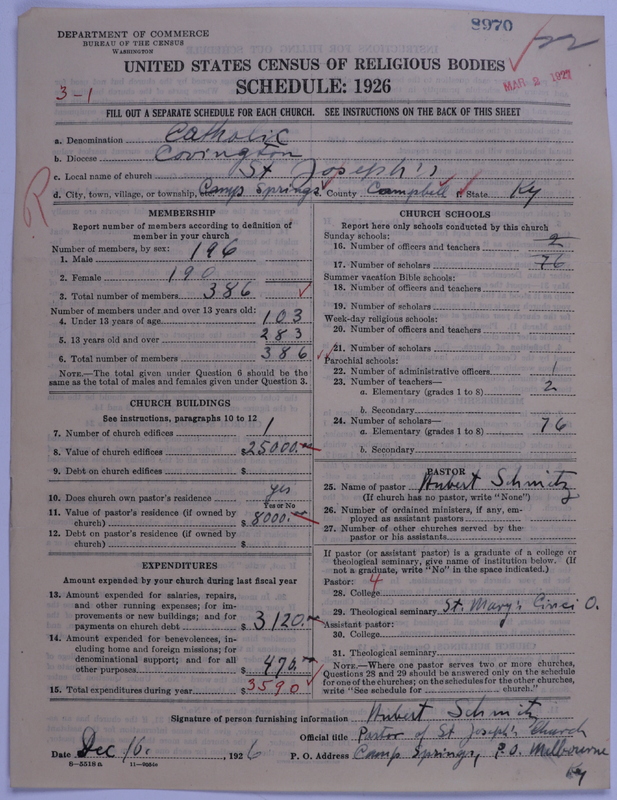 8970
DEPARTMENT OF COMMERCE
BUREAU OF THE CENSUS
WASHINGTON
MAR 2 1927
UNITED STATES CENSUS OF RELIGIOUS BODIES
SCHEDULE: 1926
3-1
FILL OUT A SEPARATE SCHEDULE FOR EACH CHURCH. SEE INSTRUCTIONS ON THE BACK OF THIS SHEET
a. Denomination Catholic
b. Diocese Covington
c. Local name of church St Joseph's
d. City, town, village, or township, etc. Camp Springs e. County Campbell f. State Ky
R
MEMBERSHIP
Report number of members according to definition of
member in your church
Number of members, by sex:
1. Male 196
2. Female 190
3. Total number of members 386
Number of members under and over 13 years old:
4. Under 13 years of age 103
5. 13 years old and over 283
6. Total number of members 386
NOTE.—The total given under Question 6 should be
same as the total of males and females given under Question 3.
CHURCH BUILDINGS
See instructions, paragraphs 10 to 12
7. Number of church edifices 1
8. Value of church edifices $25000.
9. Debt on church edifices $
10. Does church own pastor's residence yes
Yes or No
11. Value of pastor's residence (if owned by
church) $8000.
12. Debt on pastor's residence (if owned by
church) $
EXPENDITURES
Amount expended by your church during last fiscal year
13. Amount expended for salaries, repairs,
and other running expenses; for im-
provements or new buildings; and for
payments on church debt $3120.
14. Amount expended for benevolences, in-
cluding home and foreign missions; for
denominational support; and for all
other purposes $470.
15. Total expenditures during year $3590
CHURCH SCHOOLS
Report here only schools conducted by this church
Sunday schools:
16. Number of officers and teachers 2
17. Number of scholars 76
Summer vacation Bible schools:
18. Number of officers and teachers
19. Number of scholars
Week-day religious schools:
20. Number of officers and teachers
21. Number of scholars
Parochial schools:
22. Number of administrative officers 1
23. Number of teachers—
a. Elementary (grades 1 to 8) 2
b. Secondary
24. Number of scholars—
a. Elementary (grades 1 to 8) 76
b. Secondary
PASTOR
25. Name of pastor Hubert Schmitz
(If church has no pastor, write "None")
26. Number of ordained ministers, if any, em-
ployed as assistant pastors
27. Number of other churches served by the
pastor or his assistants
If pastor (or assistant pastor) is a graduate of a college or
theological seminary, give name of institution below. (If
not a graduate, write "No" in the space indicated.)
Pastor: 4
28. College
29. Theological seminary St. Mary's Cinci O.
Assistant pastor:
30. College
31. Theological seminary
NOTE.—Where one pastor serves two or more churches,
Questions 28 and 29 should be answered only on the schedule
for one of the churches; on the schedules for the other churches,
write "See schedule for church."
Signature of person furnishing information Hubert Schmitz
Official title Pastor of St Joseph's Church
Date Dec 16., 1926 P. O. Address Camp Springs, P.O. Melbourne
Ky
8—5518a 11—9354c